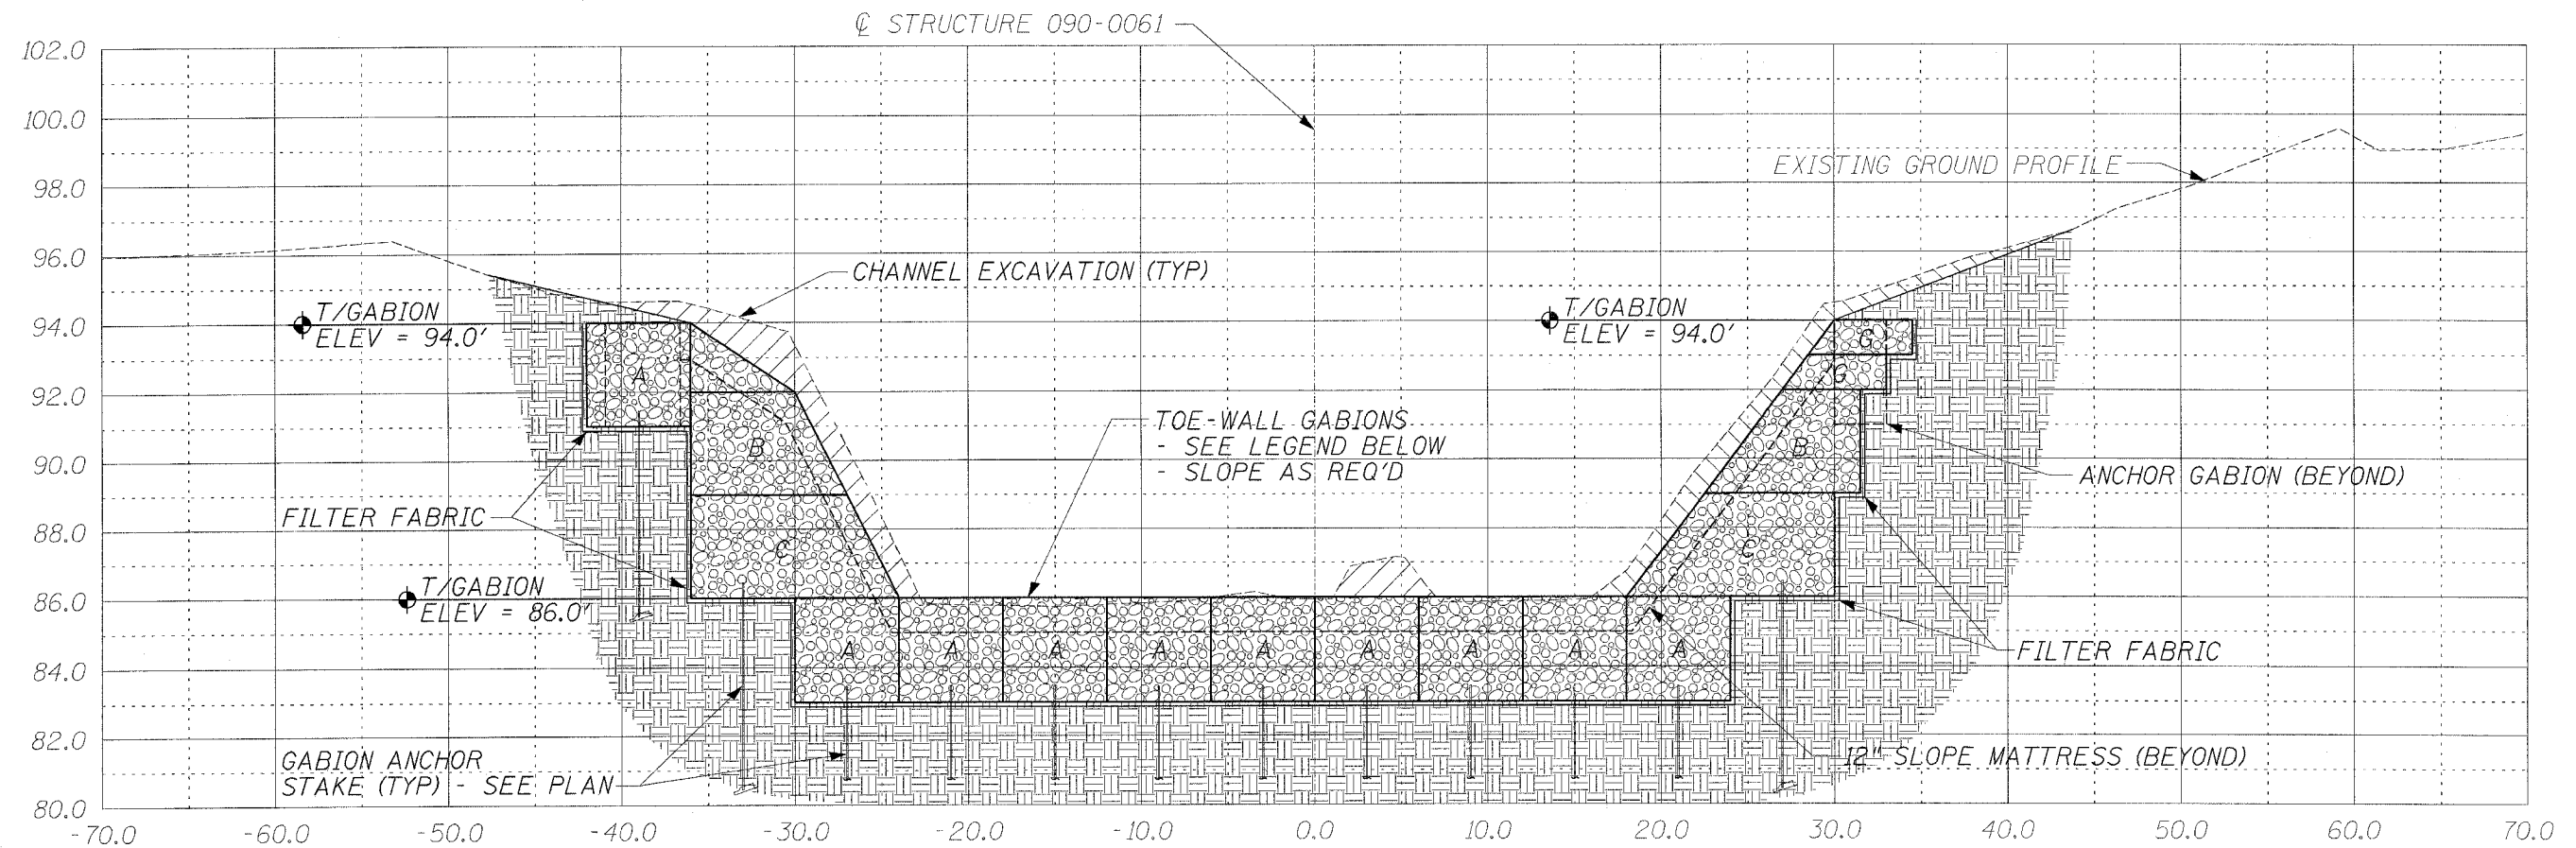 ℄ STRUCTURE 090-0061
102.0
100.0
98.0
96.0
94.0
92.0
90.0
88.0
86.0
84.0
82.0
80.0
EXISTING GROUND PROFILE
CHANNEL EXCAVATION (TYP)
T/GABION
ELEV = 94.0'
T/GABION
ELEV = 94.0'
TOE-WALL GABIONS
- SEE LEGEND BELOW
- SLOPE AS REQ'D
ANCHOR GABION (BEYOND)
FILTER FABRIC
T/GABION
ELEV = 86.0'
FILTER FABRIC
12" SLOPE MATTRESS (BEYOND)
GABION ANCHOR
STAKE (TYP) - SEE PLAN
A
B
C
G
G
B
C
A A A A A A A A A
-70.0 -60.0 -50.0 -40.0 -30.0 -20.0 -10.0 0.0 10.0 20.0 30.0 40.0 50.0 60.0 70.0